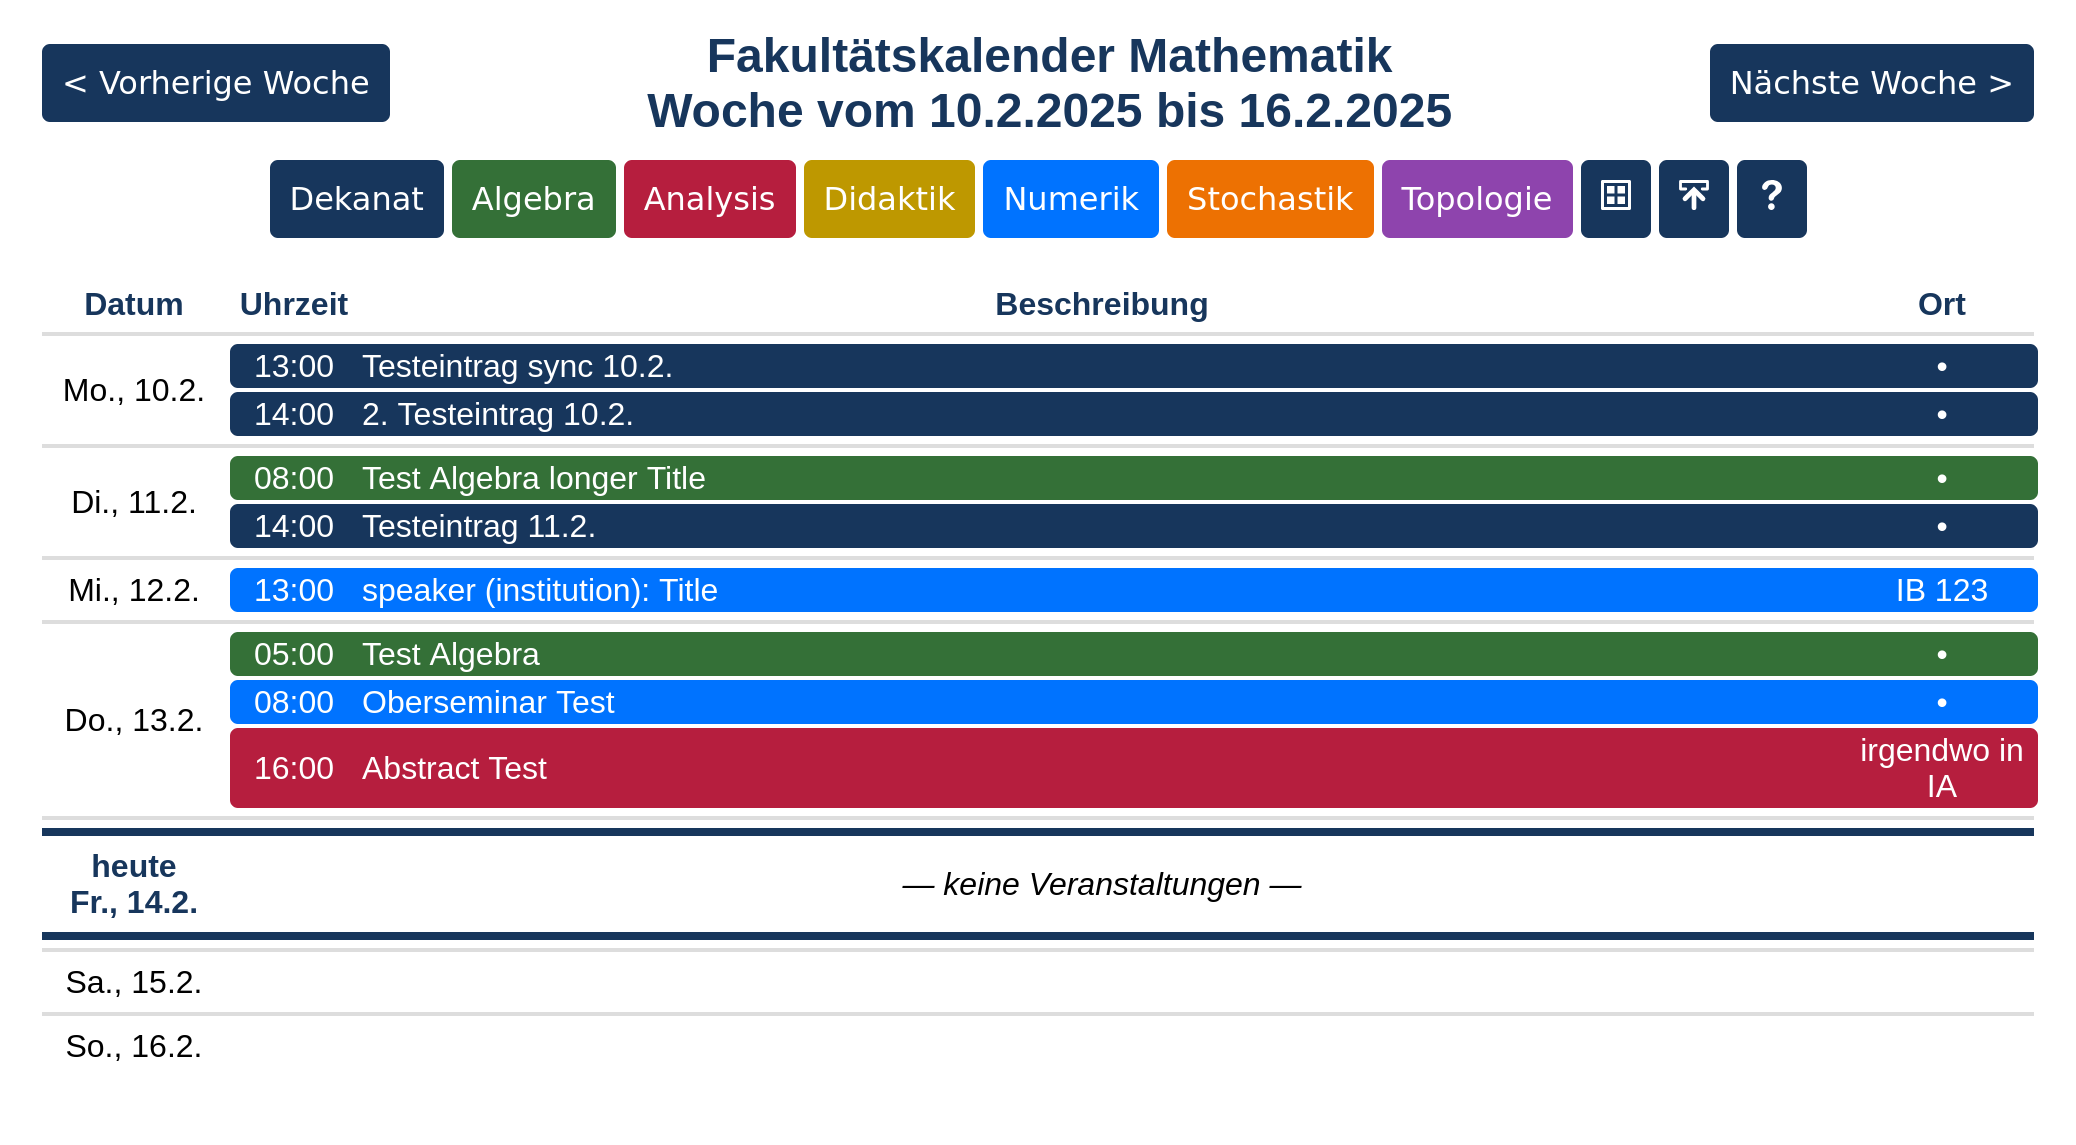 < Vorherige Woche
Fakultätskalender Mathematik
Woche vom 10.2.2025 bis 16.2.2025
Nächste Woche >
Dekanat Algebra Analysis Didaktik Numerik Stochastik Topologie ?
Datum Uhrzeit Beschreibung Ort
Mo., 10.2.
13:00 Testeintrag sync 10.2. •
14:00 2. Testeintrag 10.2. •
Di., 11.2.
08:00 Test Algebra longer Title •
14:00 Testeintrag 11.2. •
Mi., 12.2.
13:00 speaker (institution): Title IB 123
Do., 13.2.
05:00 Test Algebra •
08:00 Oberseminar Test •
16:00 Abstract Test irgendwo in
IA
heute
Fr., 14.2.
— keine Veranstaltungen —
Sa., 15.2.
So., 16.2.